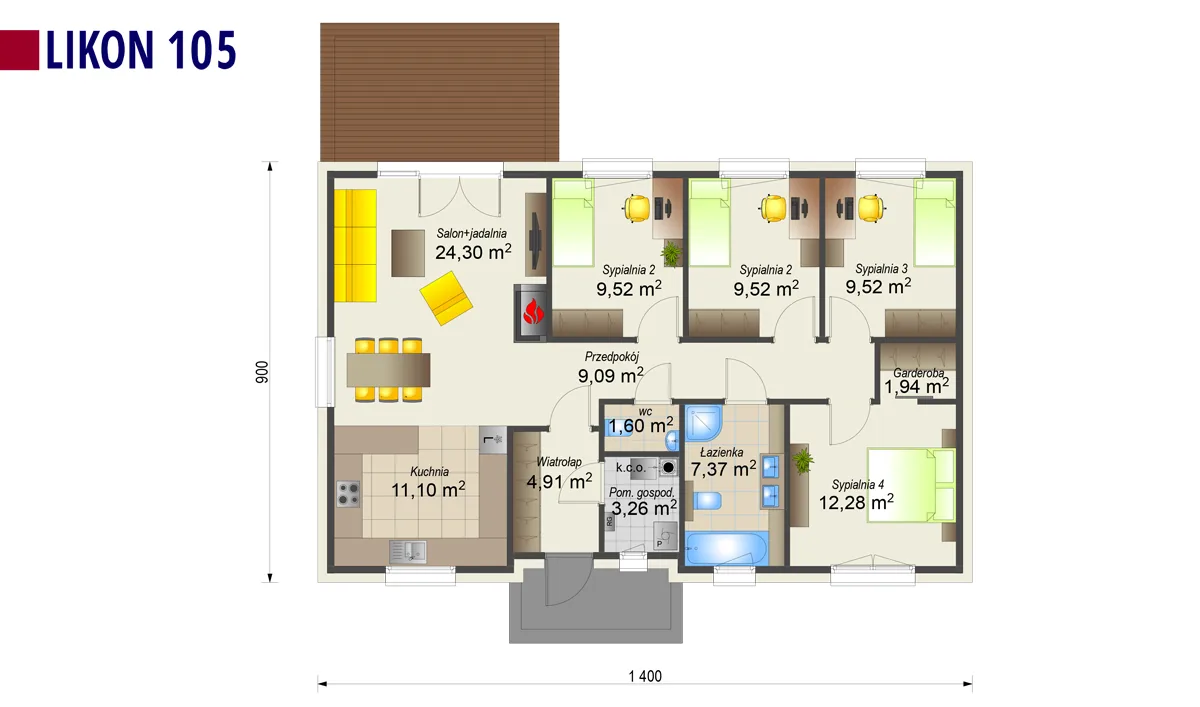 LIKON 105
Salon+jadalnia
24,30 m²
Sypialnia 2
9,52 m²
Sypialnia 2
9,52 m²
Sypialnia 3
9,52 m²
Przedpokój
9,09 m²
Garderoba
1,94 m²
900
wc
1,60 m²
L
Kuchnia
11,10 m²
Wiatrołap
4,91 m²
k.c.o.
Pom. gospod.
3,26 m²
RG
P
Łazienka
7,37 m²
Sypialnia 4
12,28 m²
1 400